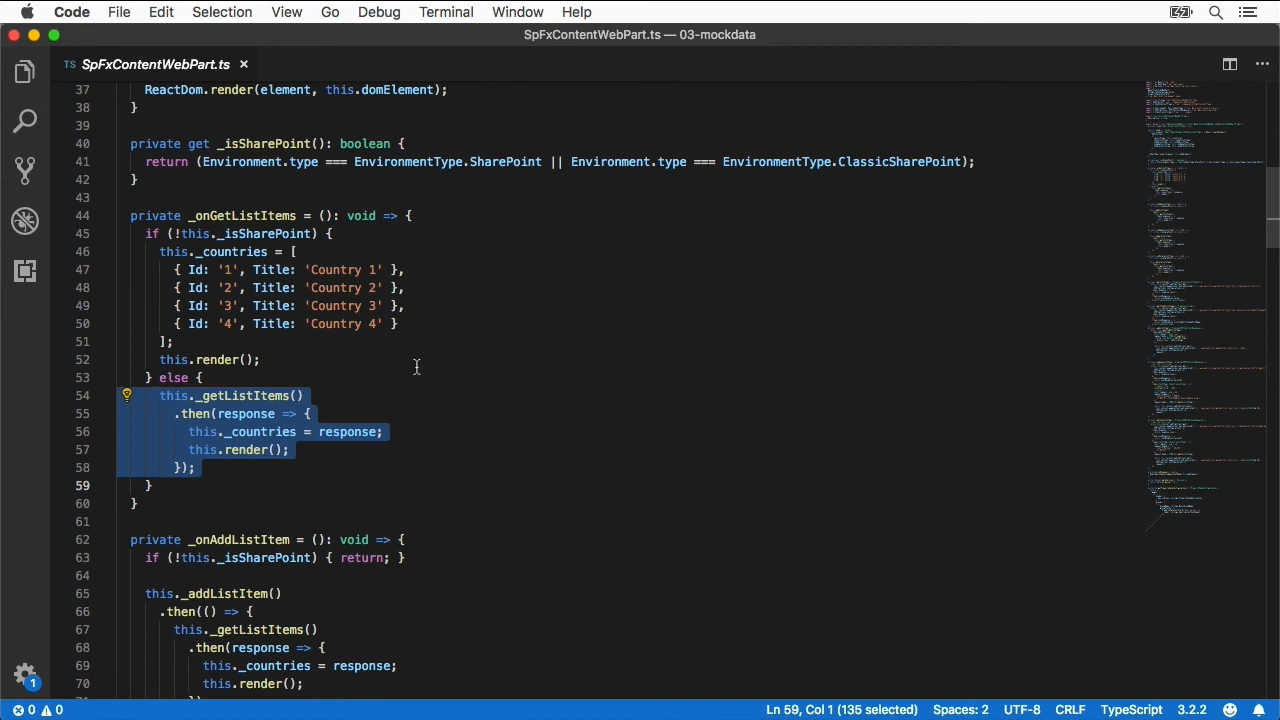 Code File Edit Selection View Go Debug Terminal Window Help
SpFxContentWebPart.ts — 03-mockdata
TS SpFxContentWebPart.ts ×
37 ReactDom.render(element, this.domElement);
38 }
39
40 private get _isSharePoint(): boolean {
41 return (Environment.type === EnvironmentType.SharePoint || Environment.type === EnvironmentType.ClassicSharePoint);
42 }
43
44 private _onGetListItems = (): void => {
45 if (!this._isSharePoint) {
46 this._countries = [
47 { Id: '1', Title: 'Country 1' },
48 { Id: '2', Title: 'Country 2' },
49 { Id: '3', Title: 'Country 3' },
50 { Id: '4', Title: 'Country 4' }
51 ];
52 this.render();
53 } else {
54 this._getListItems()
55 .then(response => {
56 this._countries = response;
57 this.render();
58 });
59 }
60 }
61
62 private _onAddListItem = (): void => {
63 if (!this._isSharePoint) { return; }
64
65 this._addListItem()
66 .then(() => {
67 this._getListItems()
68 .then(response => {
69 this._countries = response;
70 this.render();
1
0 0 Ln 59, Col 1 (135 selected) Spaces: 2 UTF-8 CRLF TypeScript 3.2.2